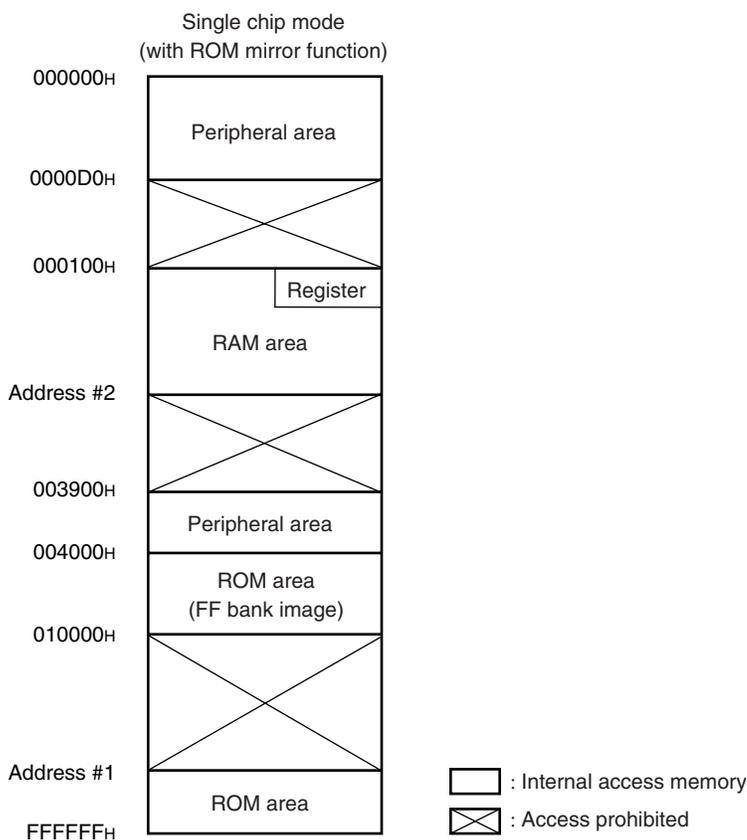 Single chip mode
(with ROM mirror function)
000000H
Peripheral area
0000D0H
000100H
Register
RAM area
Address #2
003900H
Peripheral area
004000H
ROM area
(FF bank image)
010000H
Address #1
ROM area
FFFFFFH
: Internal access memory
: Access prohibited